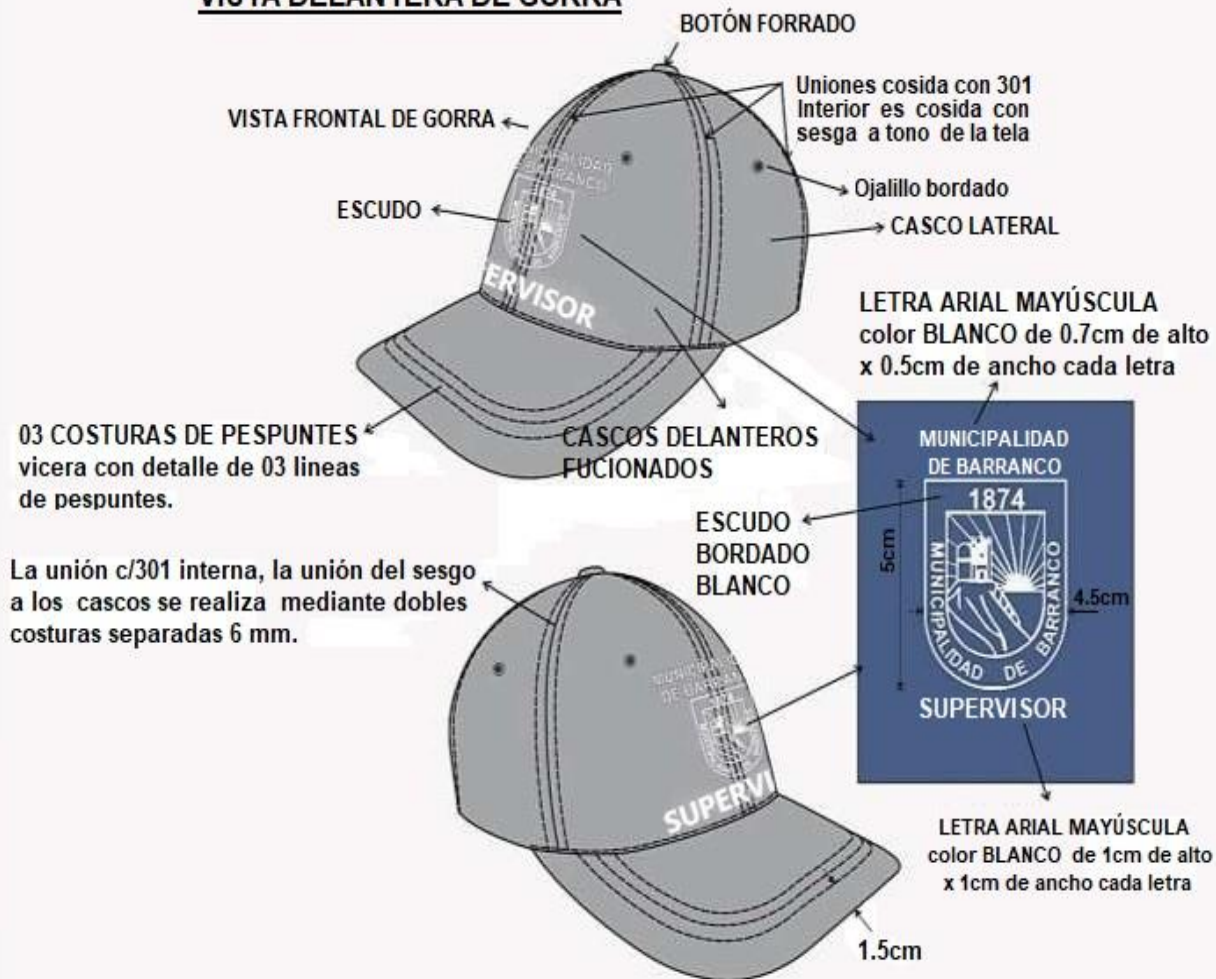 VISTA DELANTERA DE GORRA
BOTÓN FORRADO
Uniones cosida con 301
Interior es cosida con
sesga a tono de la tela
VISTA FRONTAL DE GORRA
Ojalillo bordado
ESCUDO
CASCO LATERAL
MUNICIPALIDAD
BARRANCO
ERVISOR
LETRA ARIAL MAYÚSCULA
color BLANCO de 0.7cm de alto
x 0.5cm de ancho cada letra
03 COSTURAS DE PESPUNTES
vicera con detalle de 03 lineas
de pespuntes.
CASCOS DELANTEROS
FUCIONADOS
MUNICIPALIDAD
DE BARRANCO
1874
MUNICIPALIDAD DE BARRANCO
5cm
4.5cm
SUPERVISOR
ESCUDO
BORDADO
BLANCO
La unión c/301 interna, la unión del sesgo
a los cascos se realiza mediante dobles
costuras separadas 6 mm.
SUPERVI
LETRA ARIAL MAYÚSCULA
color BLANCO de 1cm de alto
x 1cm de ancho cada letra
1.5cm